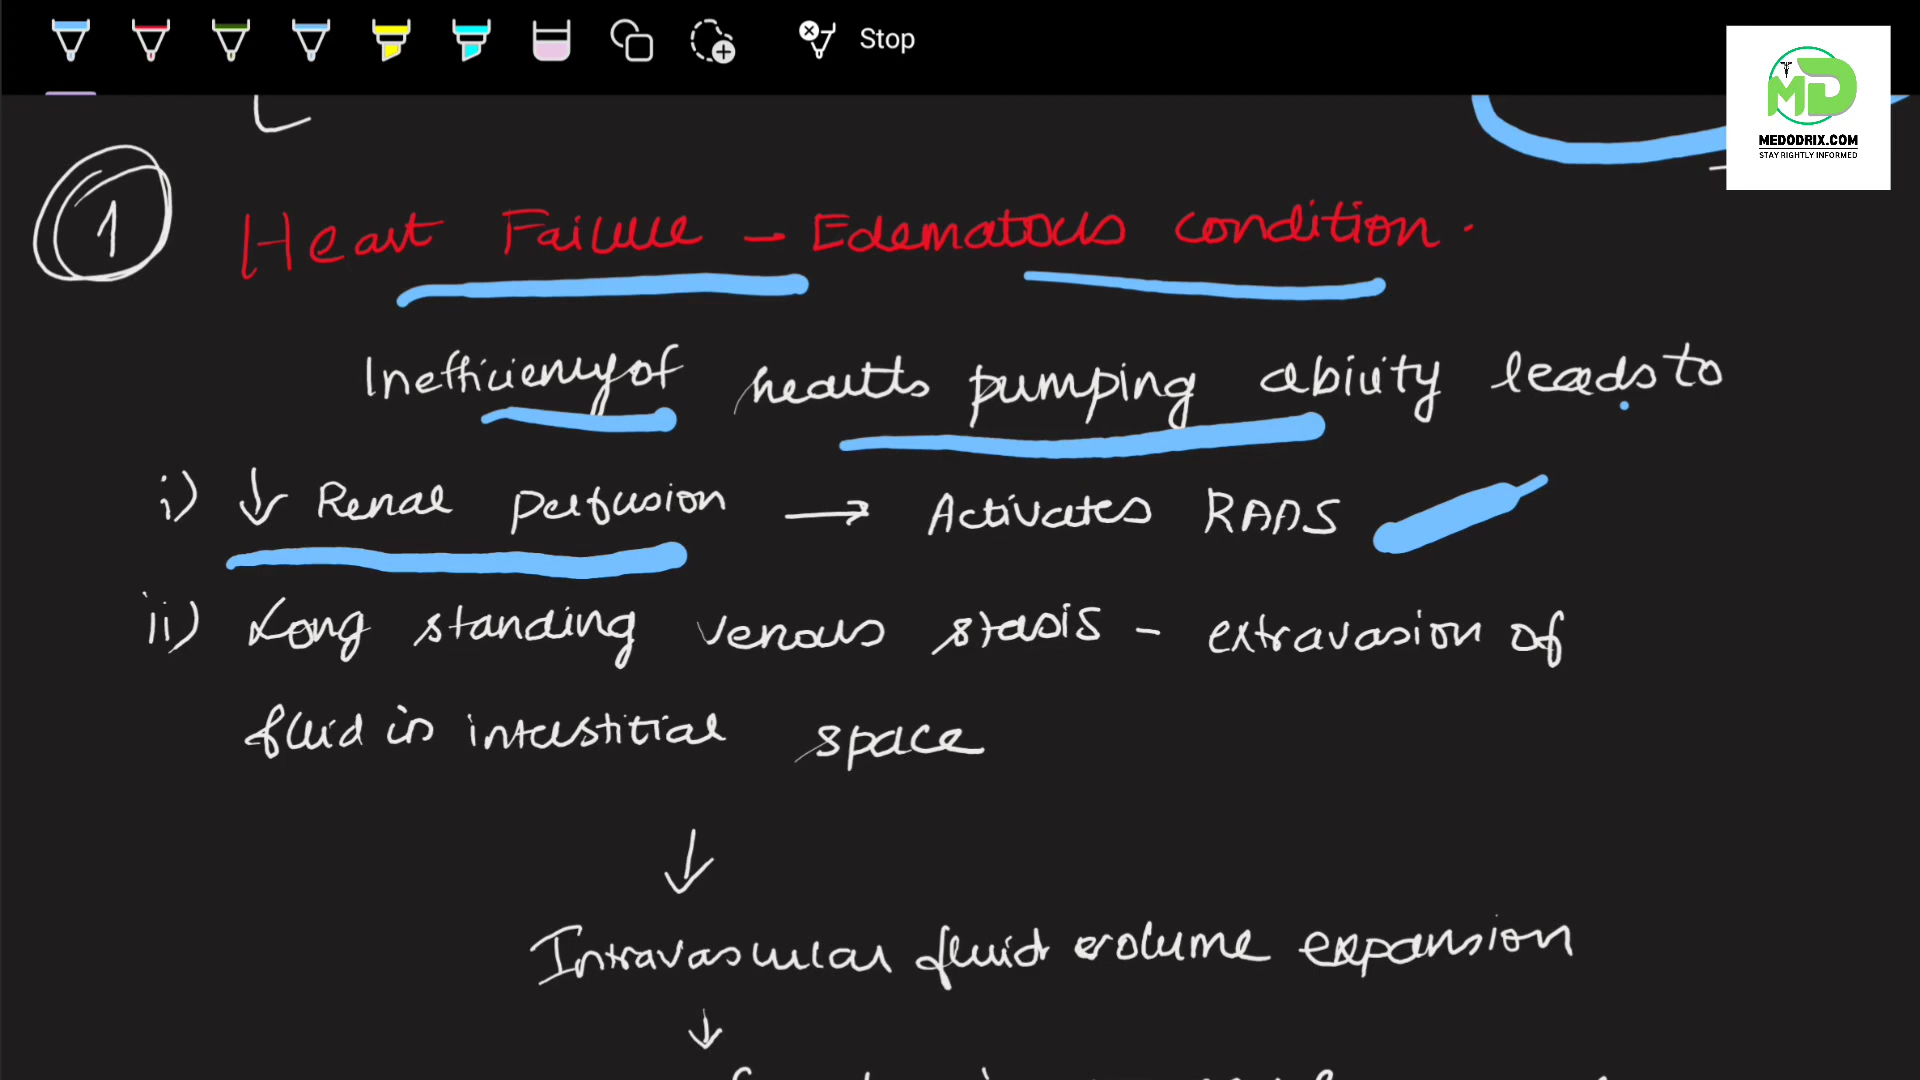 Stop
MEDODRIX.COM
STAY RIGHTLY INFORMED
1
Heart Failure - Edematous condition.
Inefficiency of hearts pumping ability leads to
i) ↓ Renal perfusion → Activates RAAS
ii) Long standing venous stasis - extravasion of
fluid in interstitial space
↓
Intravascular fluid volume expansion
↓